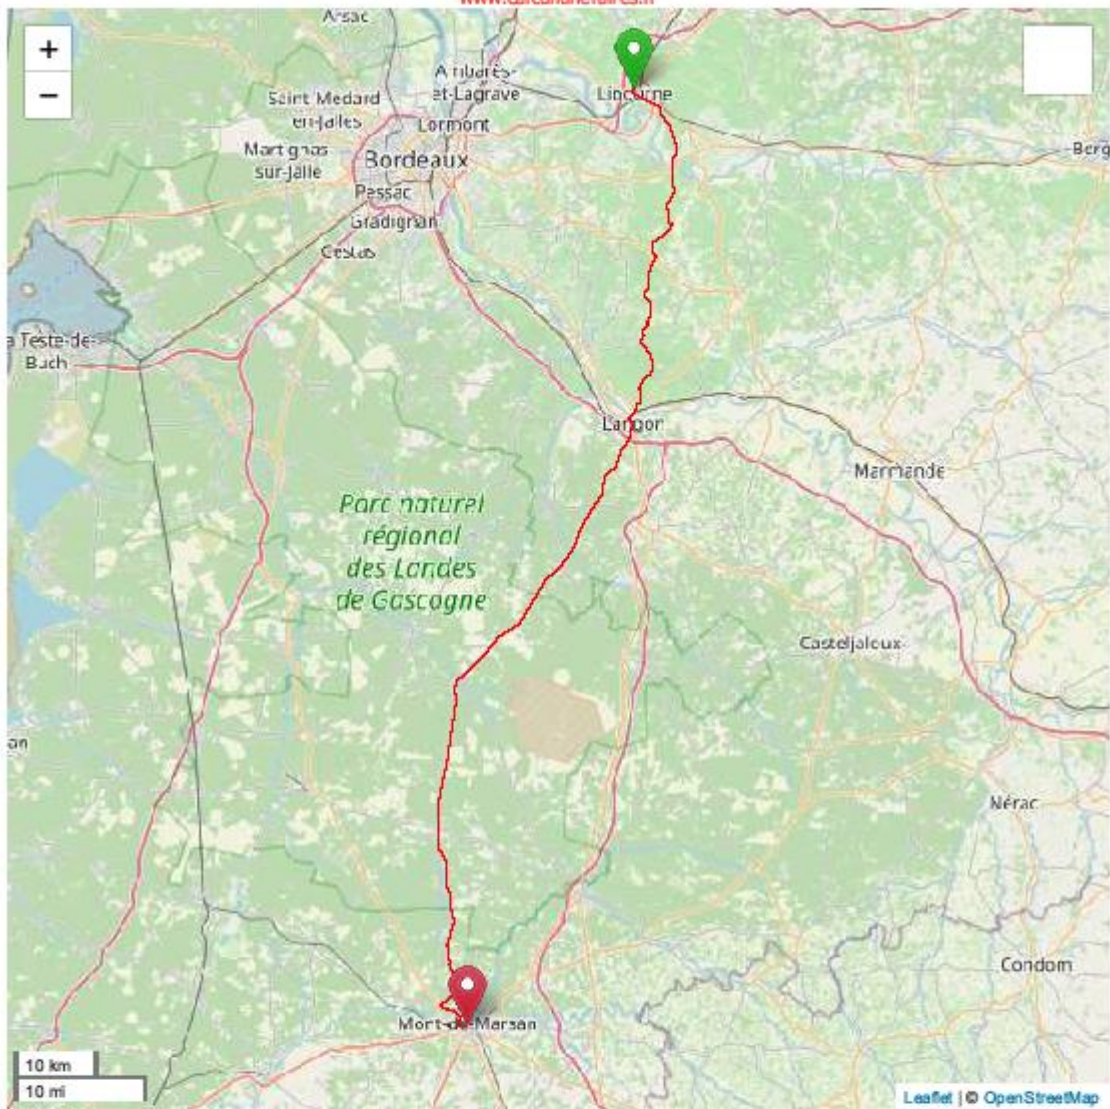 +
−
Arsac
Ambarès-
et-Lagrave
Saint Medard
en-Jalles
Lormont
Martignas
sur-Jalle
Bordeaux
Pessac
Gradignan
Cestas
Libourne
Berg
a Teste-de-
Buch
Langon
Marmande
Parc naturel
régional
des Landes
de Gascogne
Casteljaloux
an
Nérac
Condom
Mont-de-Marsan
10 km
10 mi
Leaflet | © OpenStreetMap